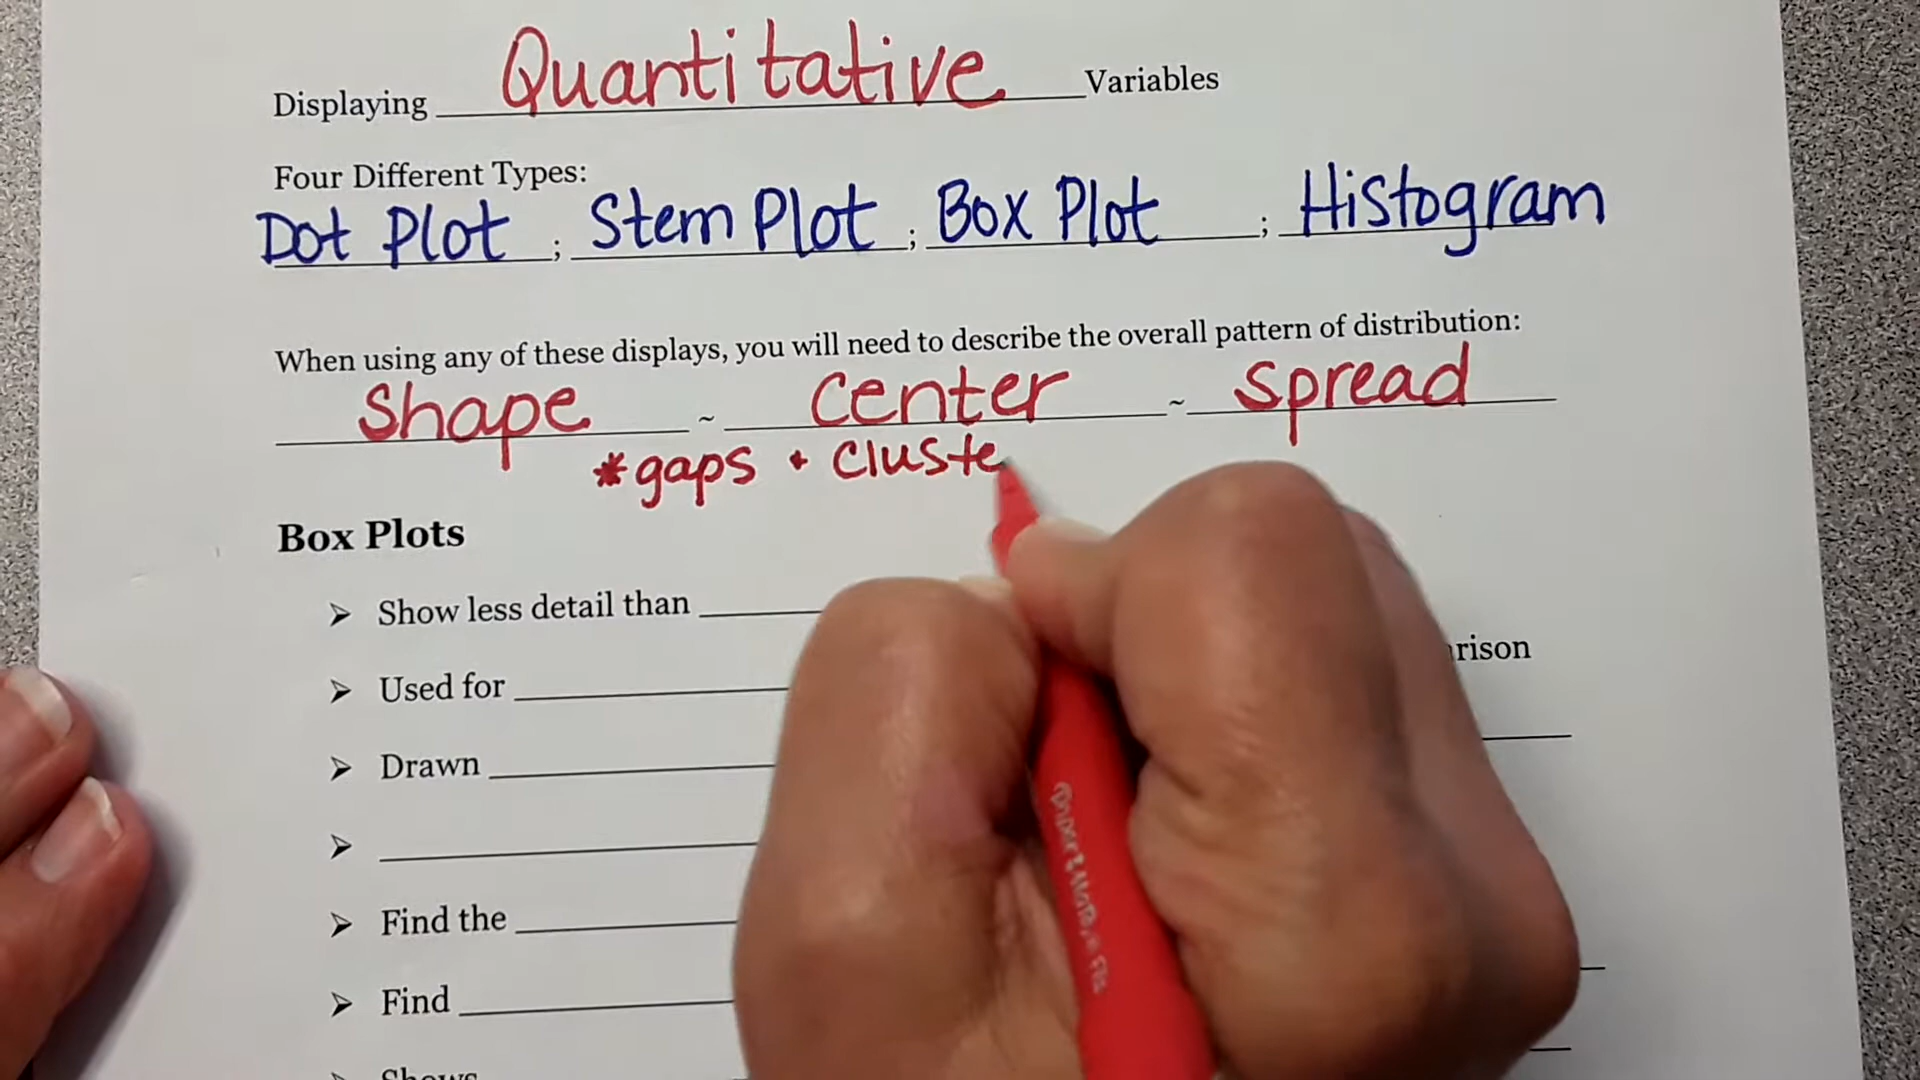 Displaying Quantitative Variables
Four Different Types:
Dot Plot ; Stem Plot ; Box Plot ; Histogram
When using any of these displays, you will need to describe the overall pattern of distribution:
Shape ~ Center ~ Spread
*gaps + cluste
Box Plots
➢ Show less detail than
➢ Used for
➢ Drawn
➢
➢ Find the
➢ Find
Shows